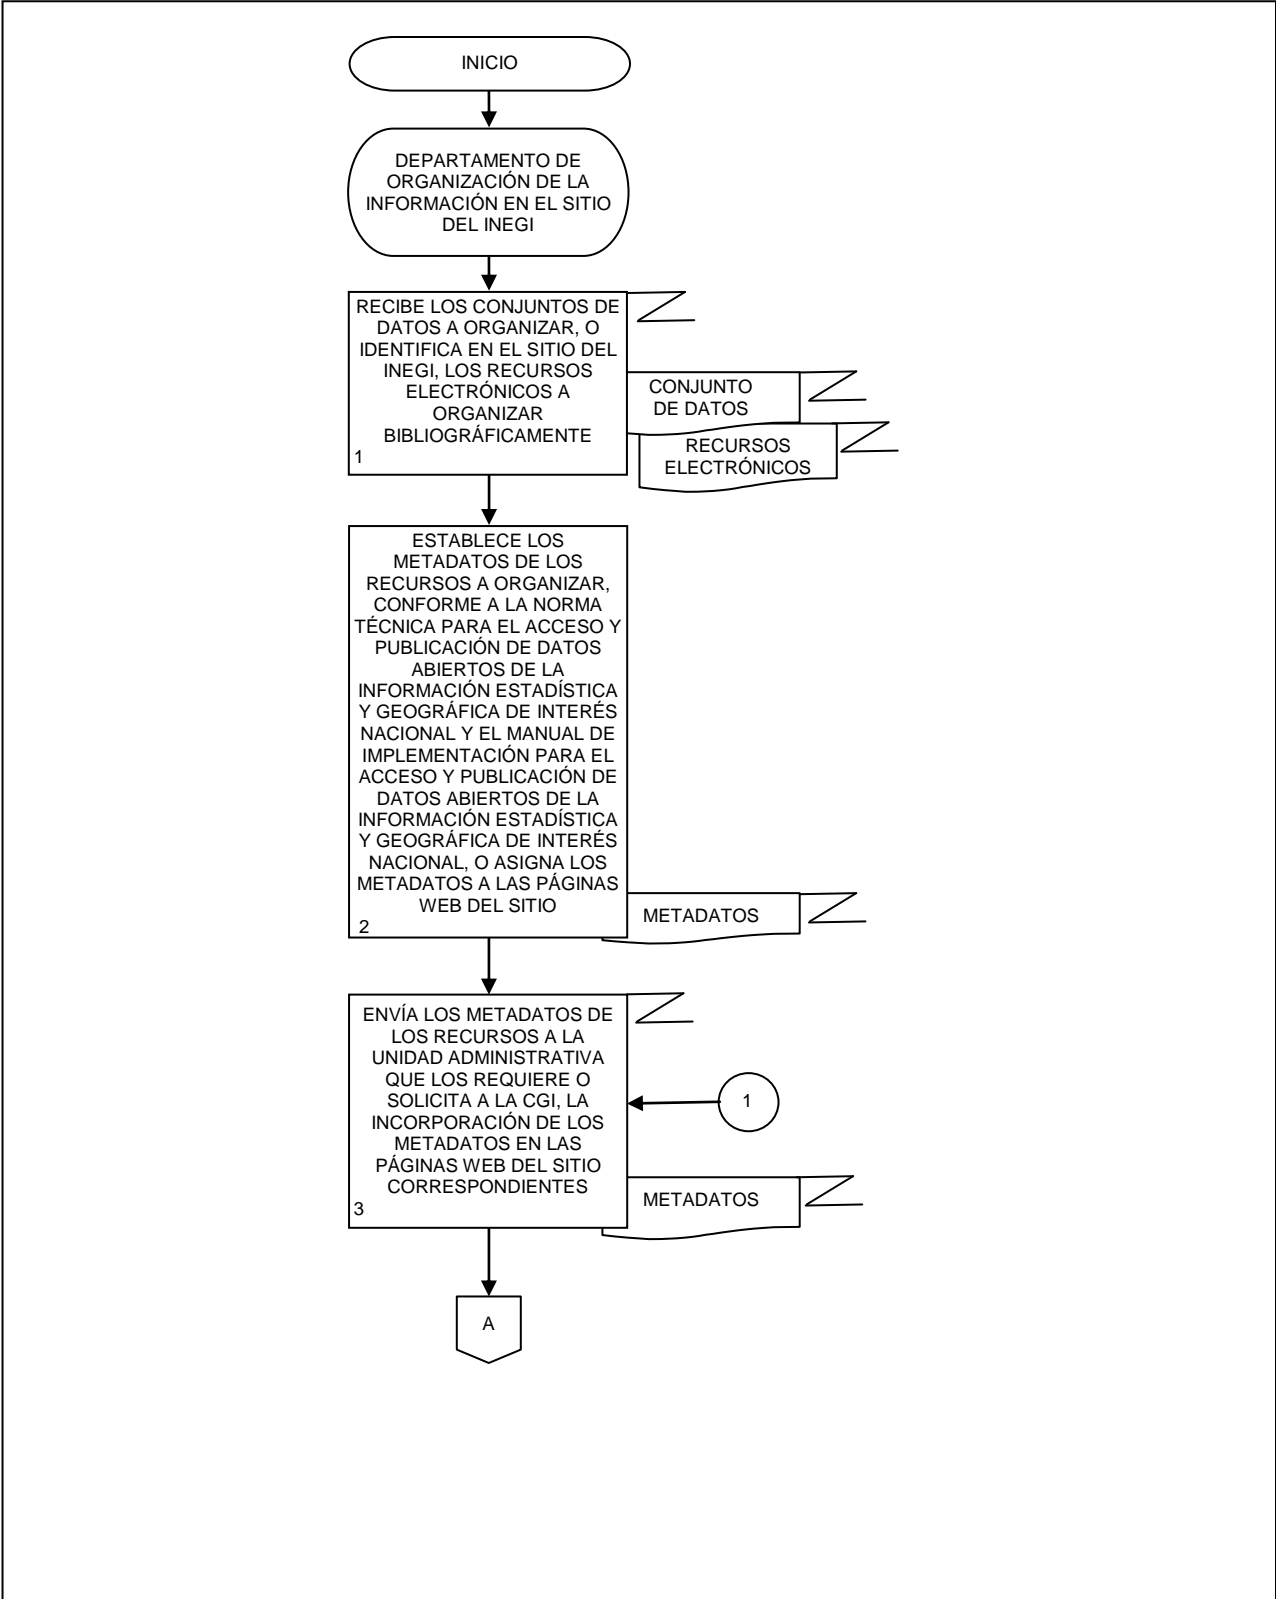 INICIO
DEPARTAMENTO DE
ORGANIZACIÓN DE LA
INFORMACIÓN EN EL SITIO
DEL INEGI
RECIBE LOS CONJUNTOS DE
DATOS A ORGANIZAR, O
IDENTIFICA EN EL SITIO DEL
INEGI, LOS RECURSOS
ELECTRÓNICOS A
ORGANIZAR
BIBLIOGRÁFICAMENTE
1
CONJUNTO
DE DATOS
RECURSOS
ELECTRÓNICOS
ESTABLECE LOS
METADATOS DE LOS
RECURSOS A ORGANIZAR,
CONFORME A LA NORMA
TÉCNICA PARA EL ACCESO Y
PUBLICACIÓN DE DATOS
ABIERTOS DE LA
INFORMACIÓN ESTADÍSTICA
Y GEOGRÁFICA DE INTERÉS
NACIONAL Y EL MANUAL DE
IMPLEMENTACIÓN PARA EL
ACCESO Y PUBLICACIÓN DE
DATOS ABIERTOS DE LA
INFORMACIÓN ESTADÍSTICA
Y GEOGRÁFICA DE INTERÉS
NACIONAL, O ASIGNA LOS
METADATOS A LAS PÁGINAS
WEB DEL SITIO
2
METADATOS
ENVÍA LOS METADATOS DE
LOS RECURSOS A LA
UNIDAD ADMINISTRATIVA
QUE LOS REQUIERE O
SOLICITA A LA CGI, LA
INCORPORACIÓN DE LOS
METADATOS EN LAS
PÁGINAS WEB DEL SITIO
CORRESPONDIENTES
3
1
METADATOS
A